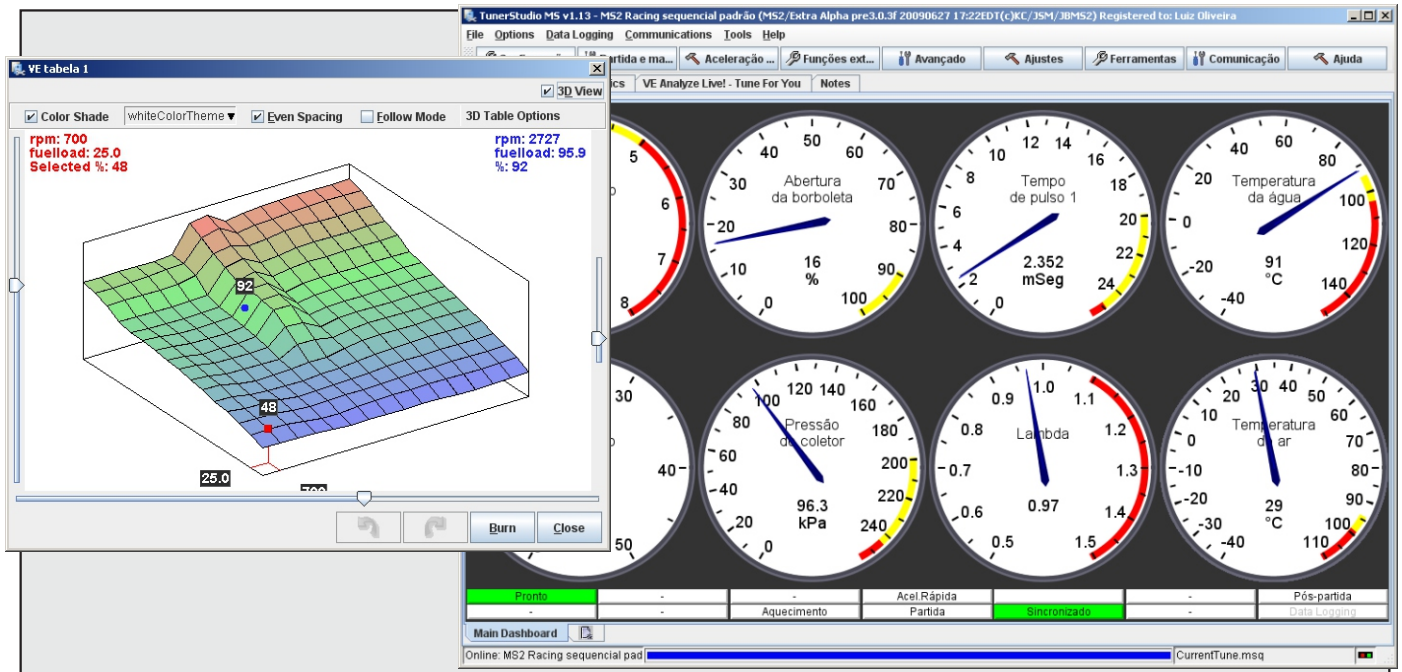 TunerStudio MS v1.13 - MS2 Racing sequencial padrão (MS2/Extra Alpha pre3.0.3f 20090627 17:22EDT(c)KC/JSM/JBMS2) Registered to: Luiz Oliveira
File Options Data Logging Communications Tools Help
rtida e ma... Aceleração ... Funções ext... Avançado Ajustes Ferramentas Comunicação Ajuda
ics VE Analyze Live! - Tune For You Notes
VE tabela 1
3D View
Color Shade whiteColorTheme Even Spacing Follow Mode 3D Table Options
rpm: 700
fuelload: 25.0
Selected %: 48
rpm: 2727
fuelload: 95.9
%: 92
92
48
25.0
700
Burn Close
5
6
7
8
o
0 10 20 30 40 50 60 70 80 90 100
Abertura
da borboleta
16
%
0 2 4 6 8 10 12 14 16 18 20 22 24
Tempo
de pulso 1
2.352
mSeg
-40 -20 0 20 40 60 80 100 120 140
Temperatura
da água
91
°C
30
40
50
o
0 20 40 60 80 100 120 140 160 180 200 220 240
Pressão
do coletor
96.3
kPa
0.5 0.6 0.7 0.8 0.9 1.0 1.1 1.2 1.3 1.4 1.5
Lambda
0.97
-40 -30 -20 -10 0 10 20 30 40 50 60 70 80 90 100 110
Temperatura
do ar
29
°C
Pronto - - Acel.Rápida - Pós-partida
- - Aquecimento Partida Sincronizado - Data Logging
Main Dashboard
Online: MS2 Racing sequencial pad CurrentTune.msq